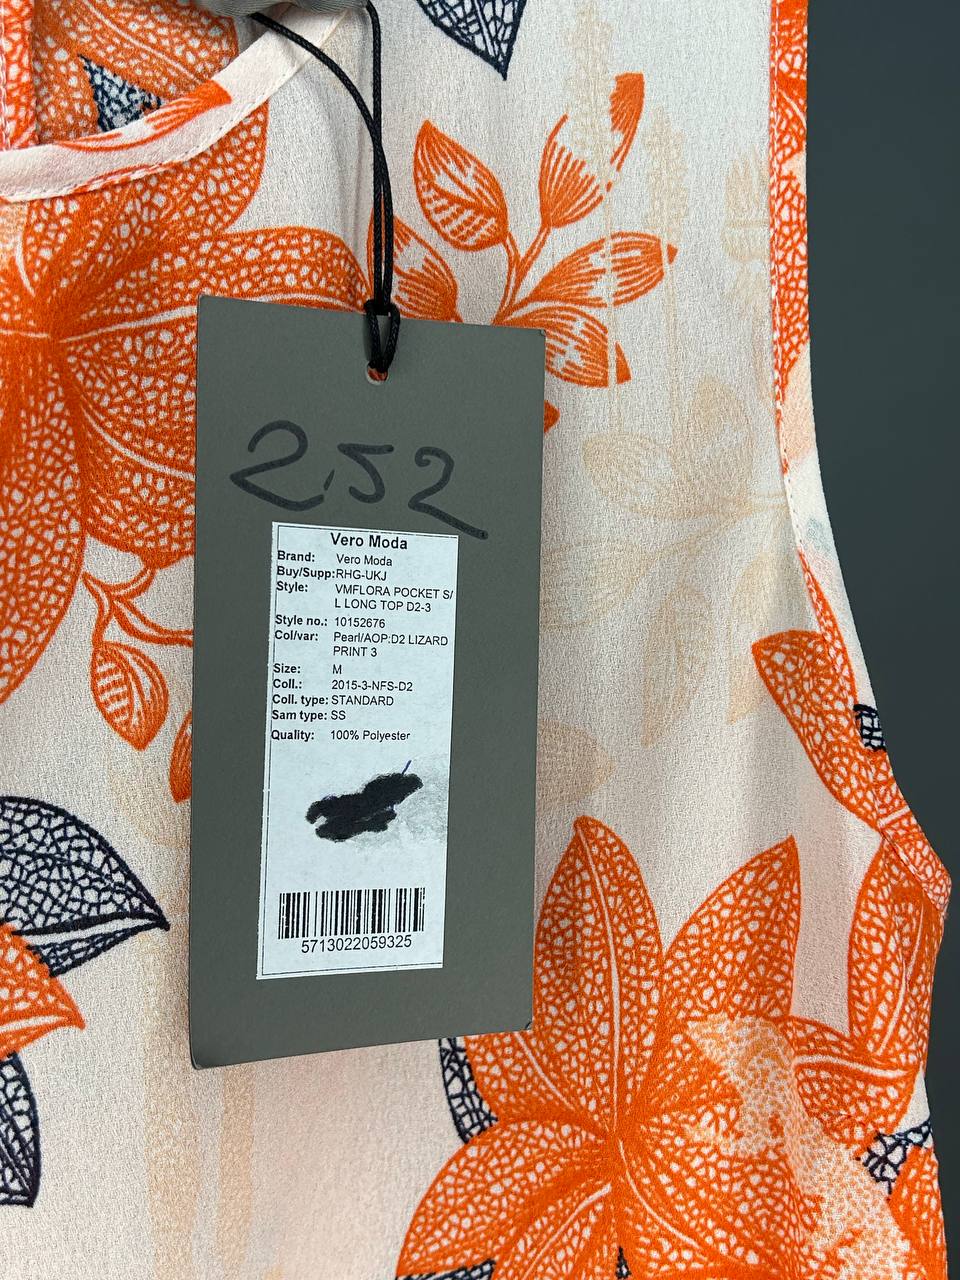 252
Vero Moda
Brand: Vero Moda
Buy/Supp: RHG-UKJ
Style: VMFLORA POCKET S/
L LONG TOP D2-3
Style no.: 10152676
Col/var: Pearl/AOP:D2 LIZARD
PRINT 3
Size: M
Coll.: 2015-3-NFS-D2
Coll. type: STANDARD
Sam type: SS
Quality: 100% Polyester
5713022059325